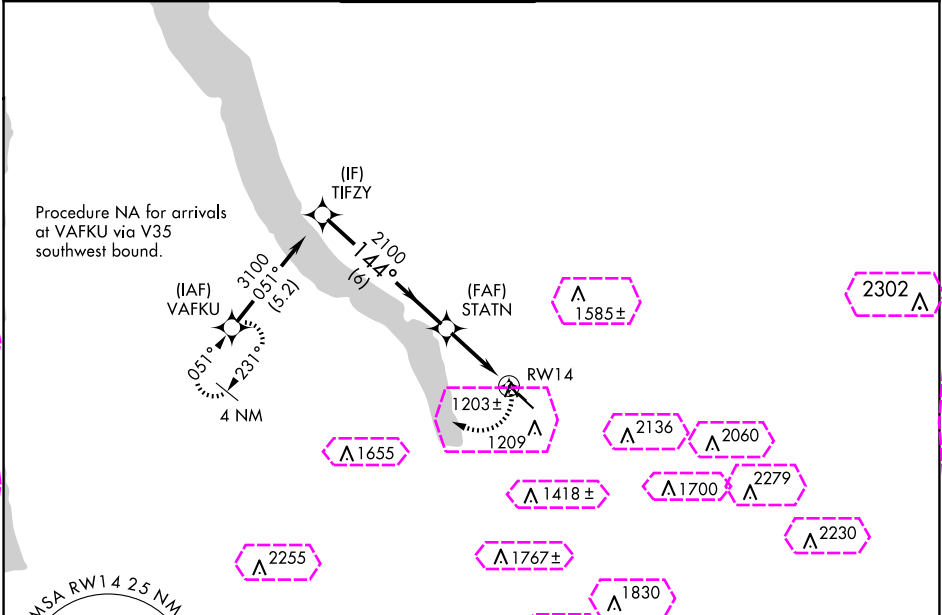 (IF)
TIFZY
Procedure NA for arrivals
at VAFKU via V35
southwest bound.
2100
144°
(6)
3100
051°
(5.2)
(IAF)
VAFKU
(FAF)
STATN
1585±
2302
051°
231°
4 NM
RW14
1203±
1209
2136
2060
1655
1700
2279
1418±
2230
2255
1767±
1830
MSA RW14 25 NM